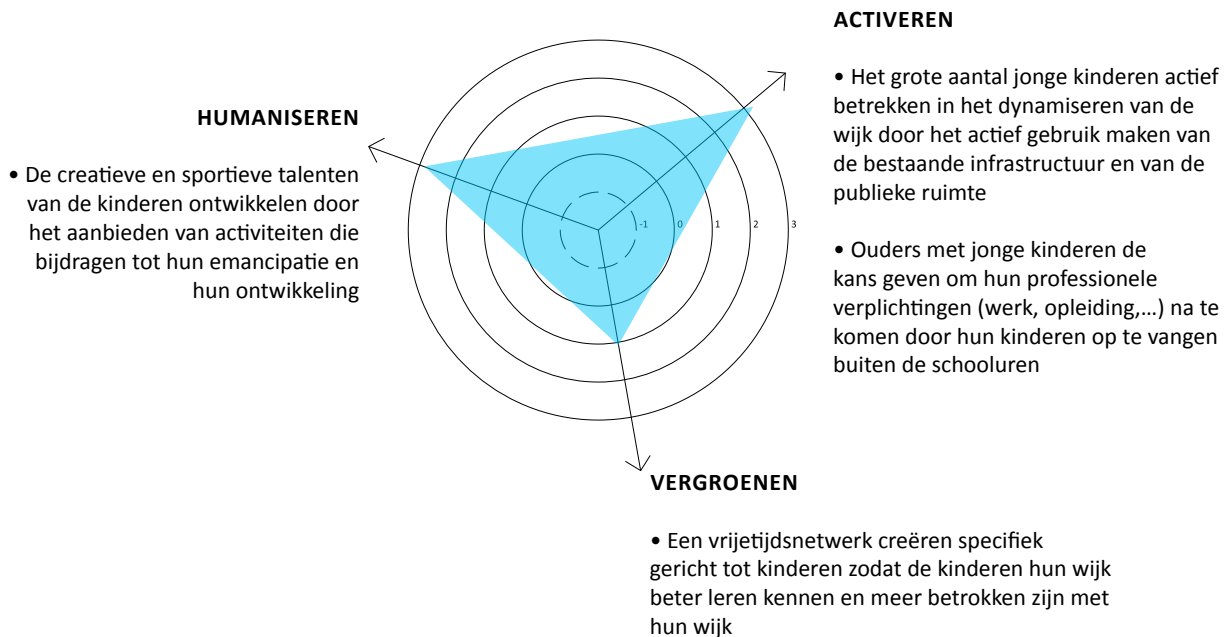 HUMANISEREN
• De creatieve en sportieve talenten
van de kinderen ontwikkelen door
het aanbieden van activiteiten die
bijdragen tot hun emancipatie en
hun ontwikkeling
-1
0
1
2
3
ACTIVEREN
• Het grote aantal jonge kinderen actief
betrekken in het dynamiseren van de
wijk door het actief gebruik maken van
de bestaande infrastructuur en van de
publieke ruimte
• Ouders met jonge kinderen de
kans geven om hun professionele
verplichtingen (werk, opleiding,...) na te
komen door hun kinderen op te vangen
buiten de schooluren
VERGROENEN
• Een vrijetijdsnetwerk creëren specifiek
gericht tot kinderen zodat de kinderen hun wijk
beter leren kennen en meer betrokken zijn met
hun wijk